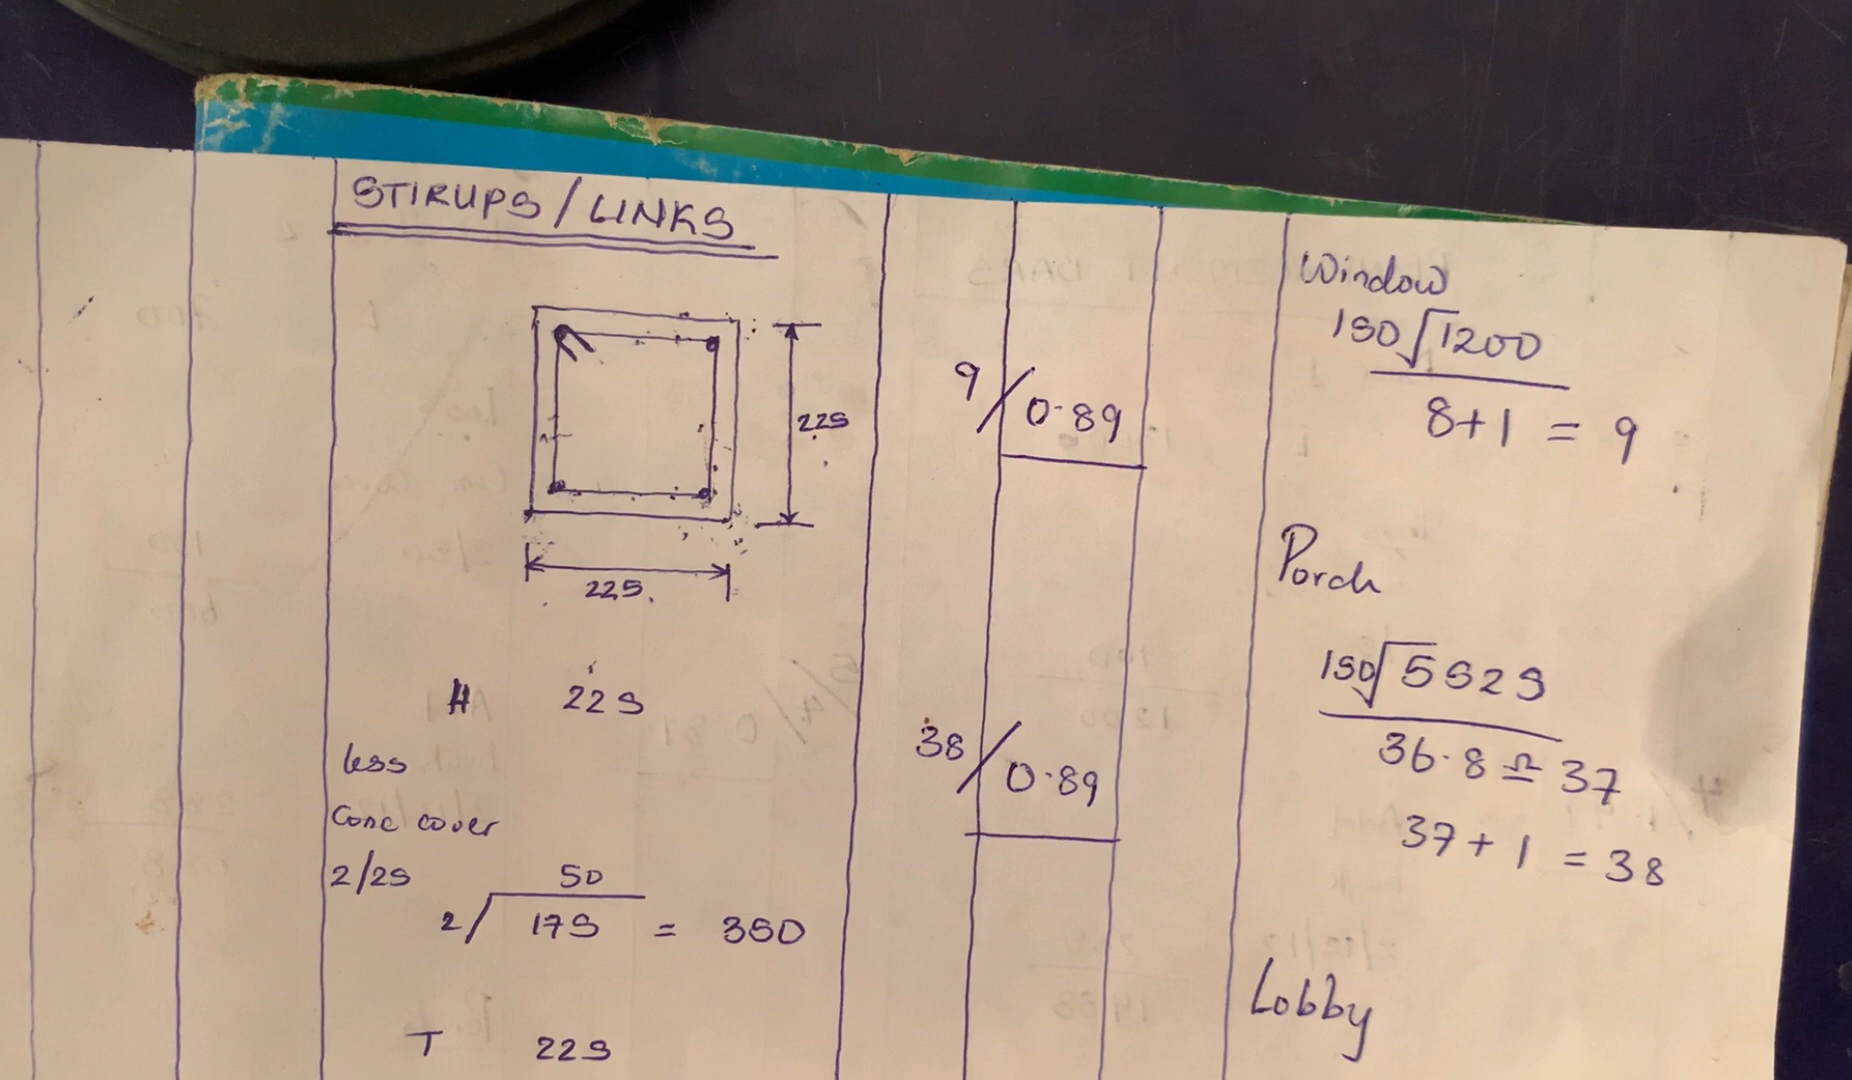 STIRUPS/LINKS
225
225
H 225
less
Conc cover
2/25 50
2/ 175 = 350
T 225
9/ 0.89
38/ 0.89
Window
150 1200
8+1 = 9
Porch
150 5525
36.8 ≏ 37
37+1 = 38
Lobby